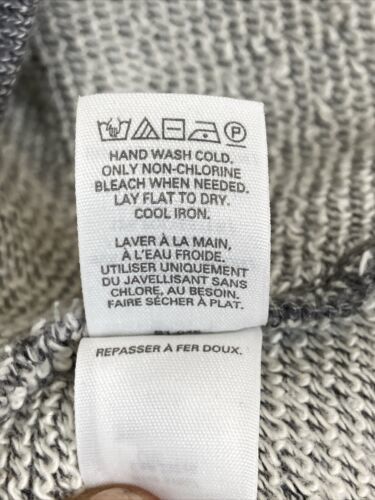 P
HAND WASH COLD.
ONLY NON-CHLORINE
BLEACH WHEN NEEDED.
LAY FLAT TO DRY.
COOL IRON.
LAVER À LA MAIN,
À L'EAU FROIDE.
UTILISER UNIQUEMENT
DU JAVELLISANT SANS
CHLORE, AU BESOIN.
FAIRE SÉCHER À PLAT.
REPASSER À FER DOUX.